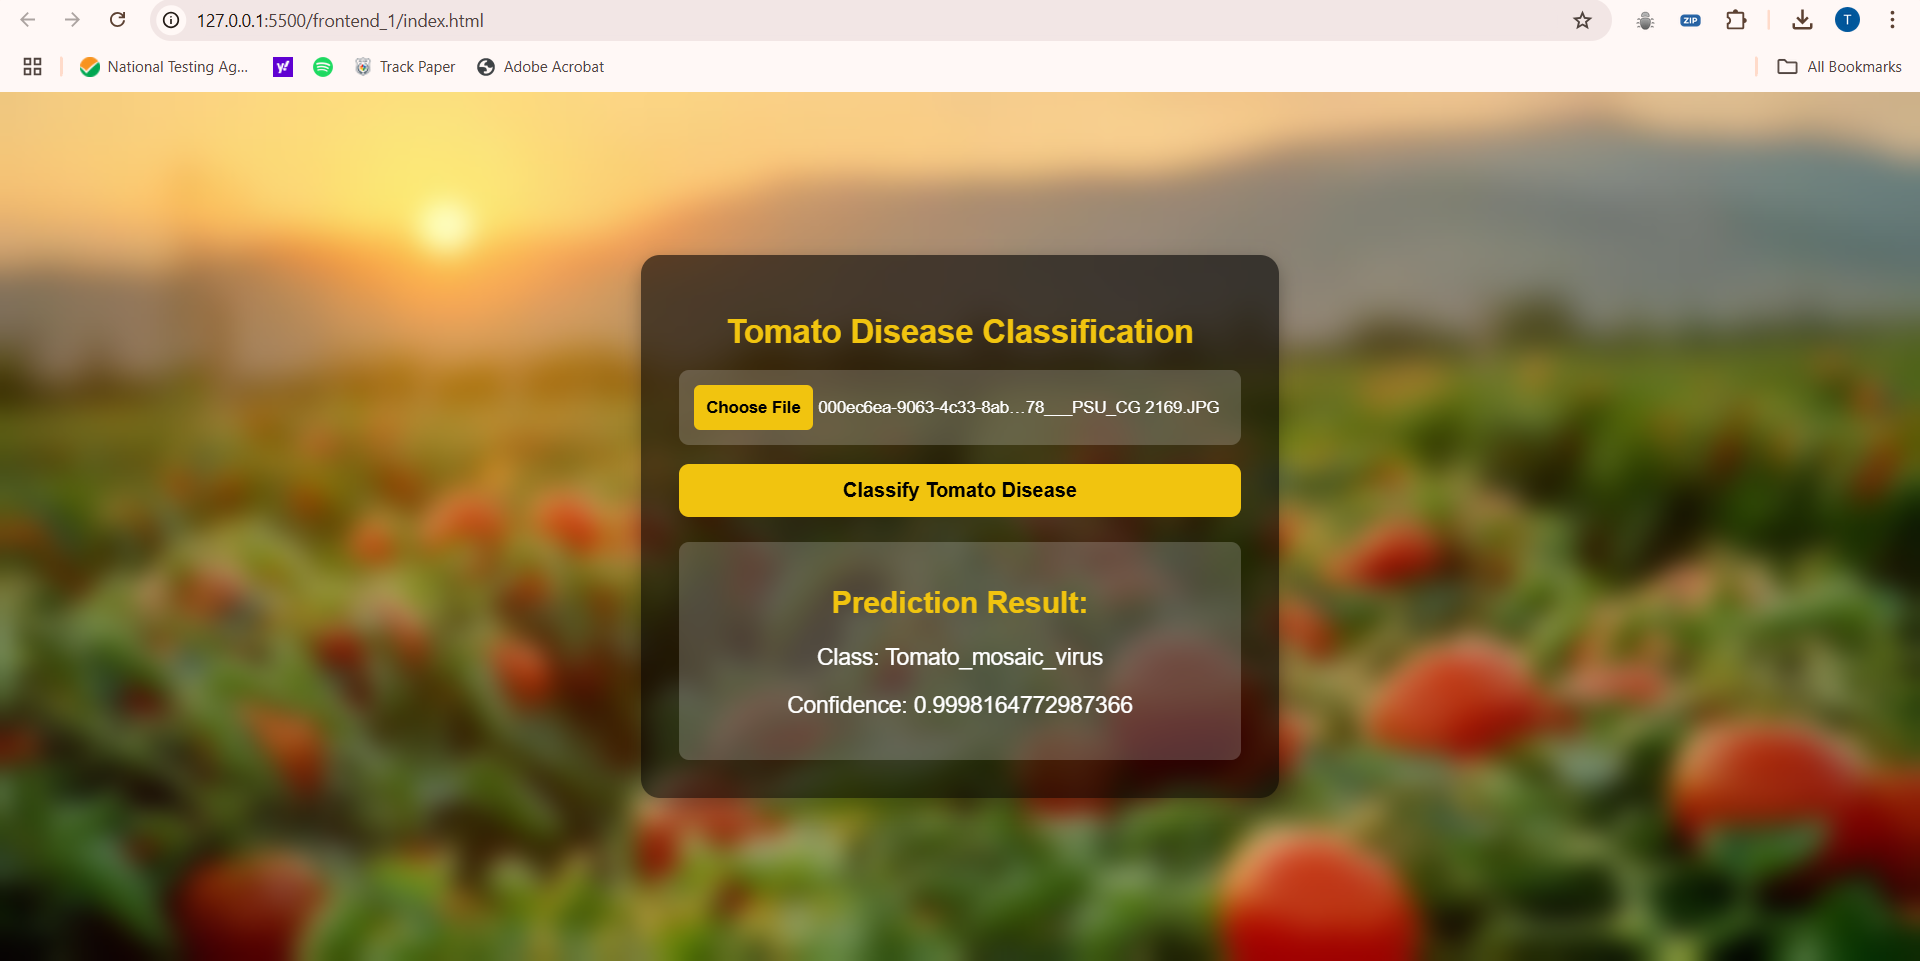 127.0.0.1:5500/frontend_1/index.html
ZIP
T
National Testing Ag...
y!
Track Paper
Adobe Acrobat
All Bookmarks
Tomato Disease Classification
Choose File 000ec6ea-9063-4c33-8ab...78___PSU_CG 2169.JPG
Classify Tomato Disease
Prediction Result:
Class: Tomato_mosaic_virus
Confidence: 0.9998164772987366